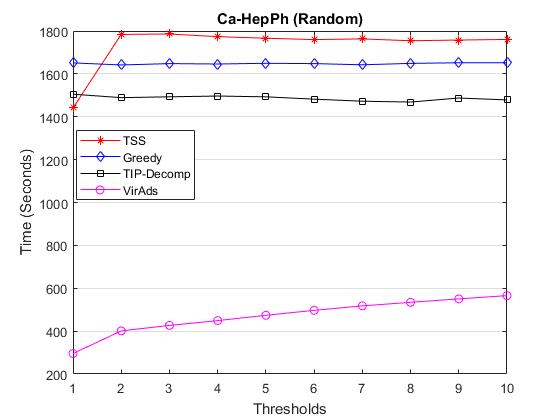 Ca-HepPh (Random)
1800
1600
1400
1200
1000
800
600
400
200
Time (Seconds)
TSS
Greedy
TIP-Decomp
VirAds
1 2 3 4 5 6 7 8 9 10
Thresholds